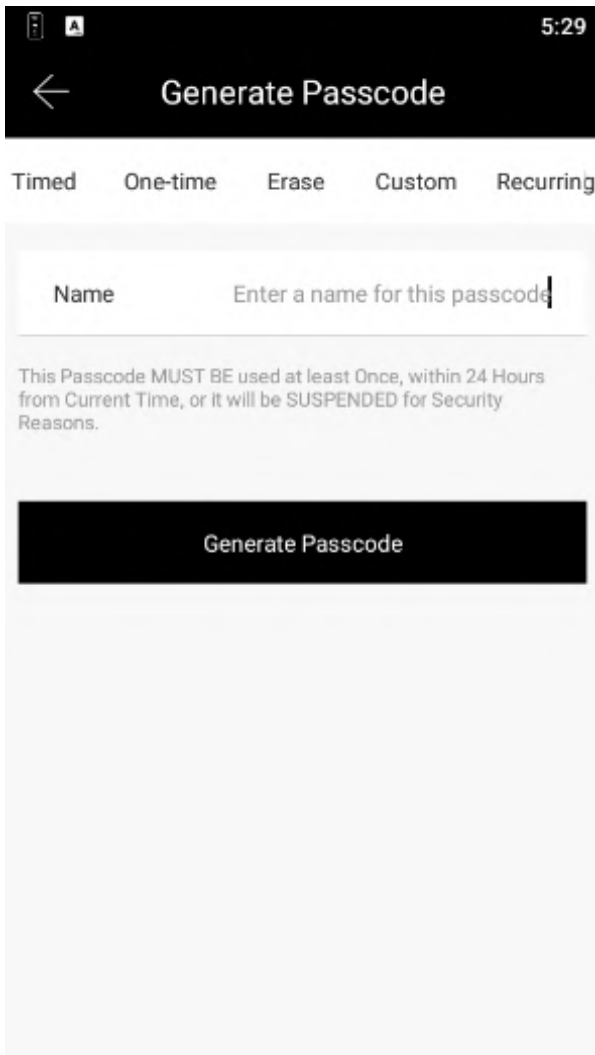 5:29
Generate Passcode
Timed One-time Erase Custom Recurring
Name Enter a name for this passcode
This Passcode MUST BE used at least Once, within 24 Hours
from Current Time, or it will be SUSPENDED for Security
Reasons.
Generate Passcode